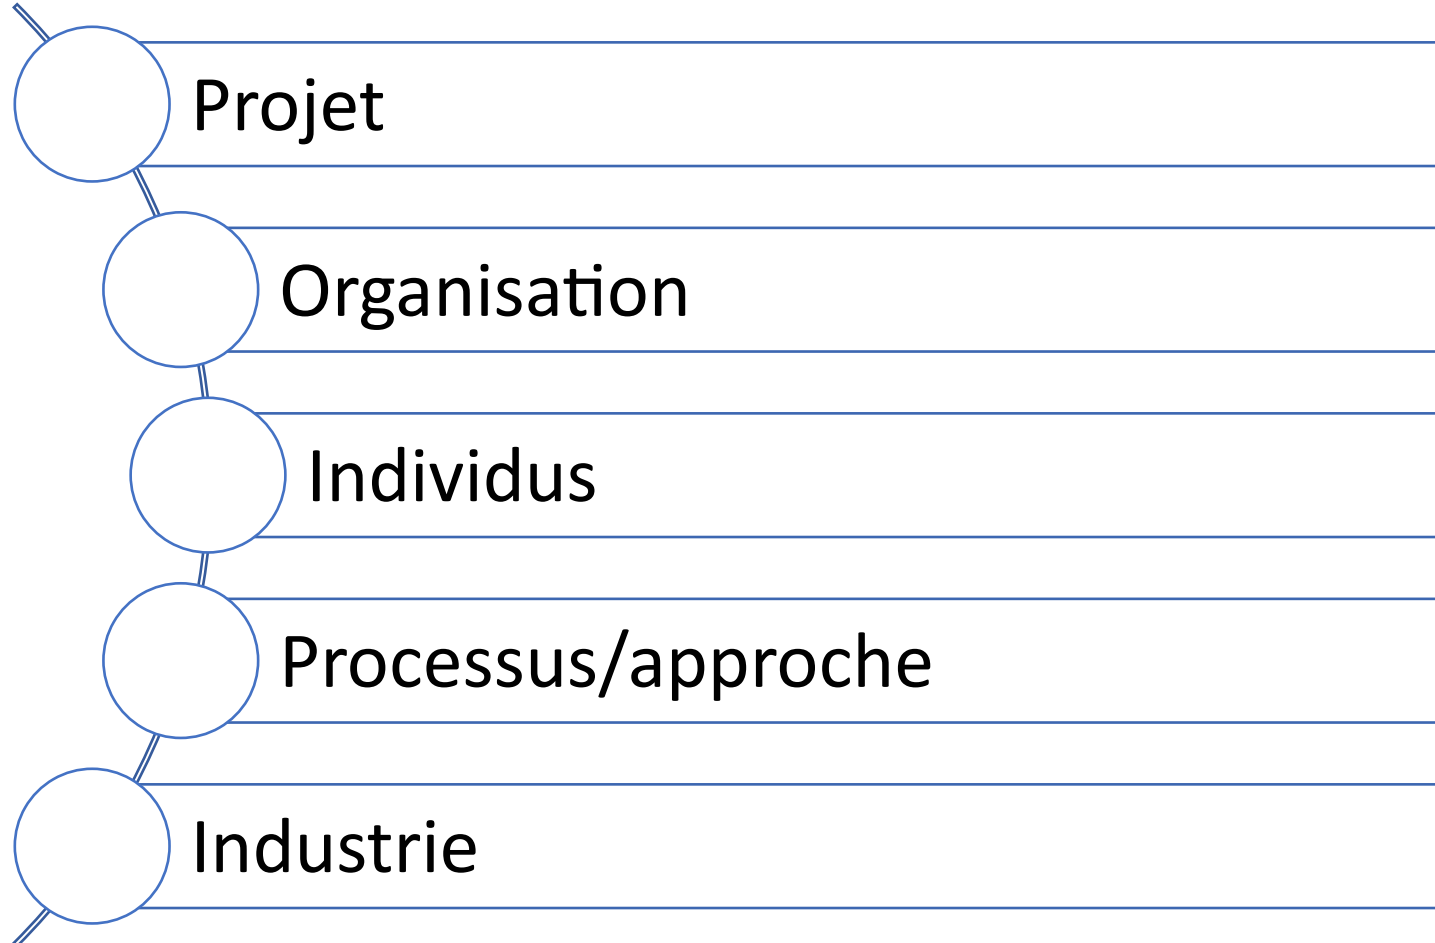 Projet
Organisation
Individus
Processus/approche
Industrie